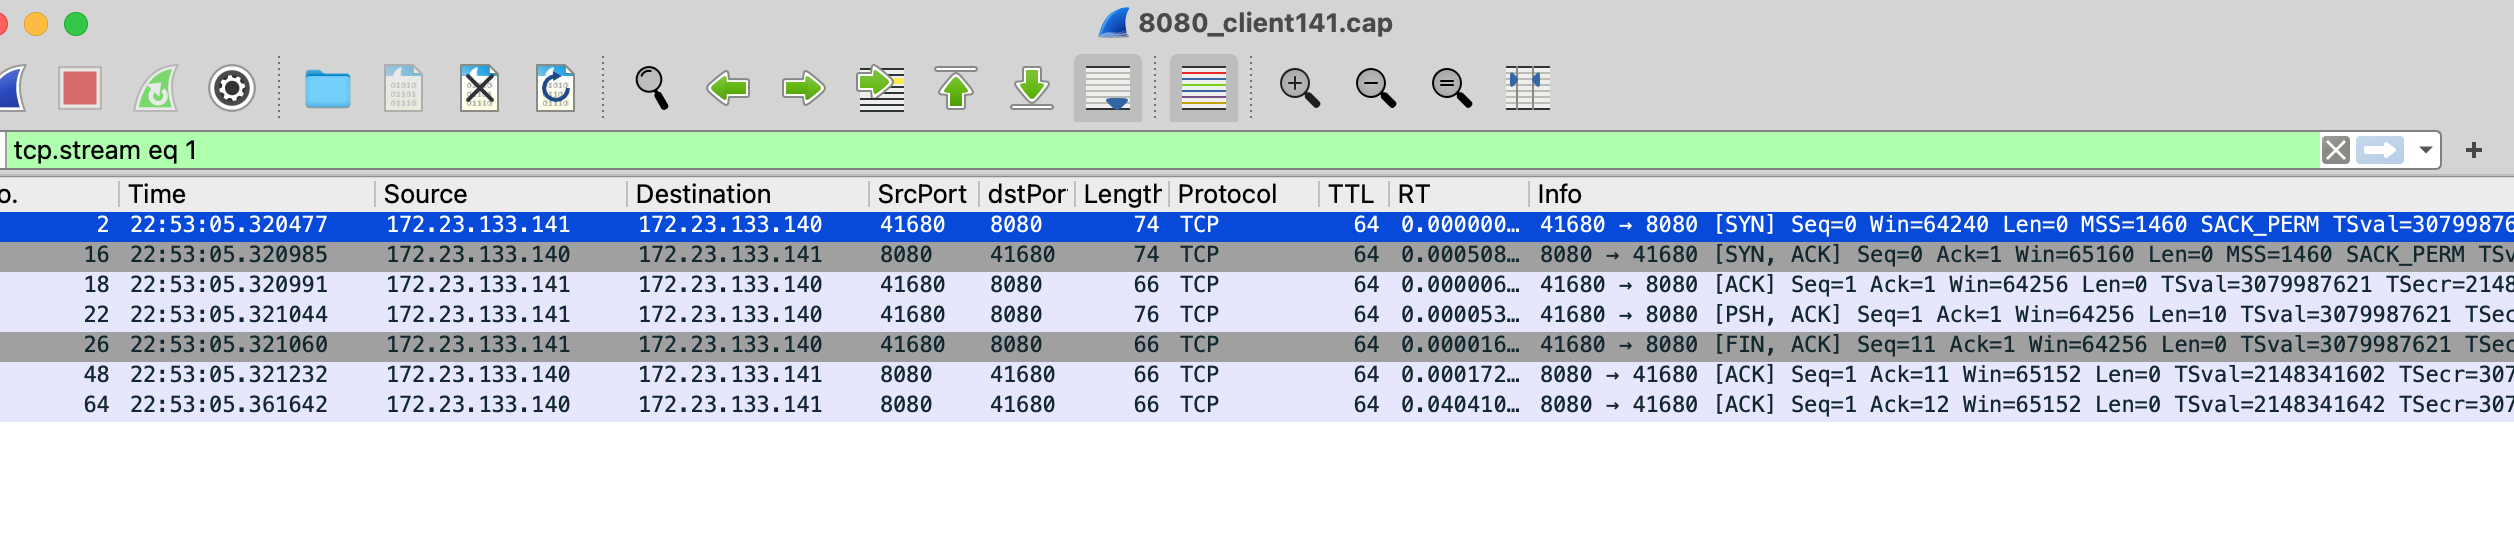 8080_client141.cap
tcp.stream eq 1
o. Time Source Destination SrcPort dstPor Length Protocol TTL RT Info
2 22:53:05.320477 172.23.133.141 172.23.133.140 41680 8080 74 TCP 64 0.000000… 41680 → 8080 [SYN] Seq=0 Win=64240 Len=0 MSS=1460 SACK_PERM TSval=30799876
16 22:53:05.320985 172.23.133.140 172.23.133.141 8080 41680 74 TCP 64 0.000508… 8080 → 41680 [SYN, ACK] Seq=0 Ack=1 Win=65160 Len=0 MSS=1460 SACK_PERM TSv
18 22:53:05.320991 172.23.133.141 172.23.133.140 41680 8080 66 TCP 64 0.000006… 41680 → 8080 [ACK] Seq=1 Ack=1 Win=64256 Len=0 TSval=3079987621 TSecr=2148
22 22:53:05.321044 172.23.133.141 172.23.133.140 41680 8080 76 TCP 64 0.000053… 41680 → 8080 [PSH, ACK] Seq=1 Ack=1 Win=64256 Len=10 TSval=3079987621 TSec
26 22:53:05.321060 172.23.133.141 172.23.133.140 41680 8080 66 TCP 64 0.000016… 41680 → 8080 [FIN, ACK] Seq=11 Ack=1 Win=64256 Len=0 TSval=3079987621 TSec
48 22:53:05.321232 172.23.133.140 172.23.133.141 8080 41680 66 TCP 64 0.000172… 8080 → 41680 [ACK] Seq=1 Ack=11 Win=65152 Len=0 TSval=2148341602 TSecr=307
64 22:53:05.361642 172.23.133.140 172.23.133.141 8080 41680 66 TCP 64 0.040410… 8080 → 41680 [ACK] Seq=1 Ack=12 Win=65152 Len=0 TSval=2148341642 TSecr=307